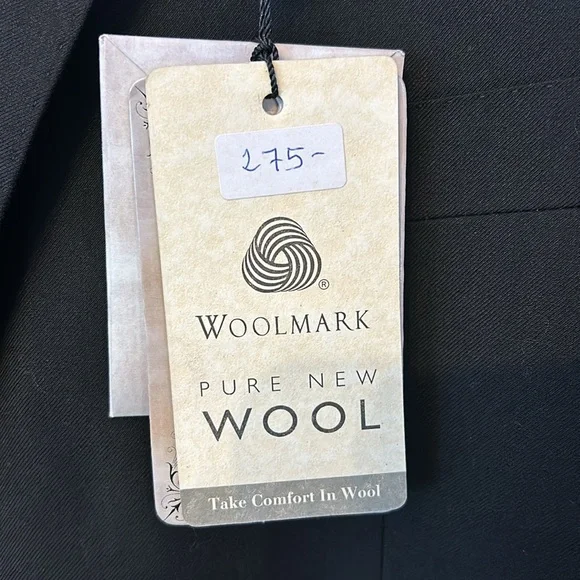 275-
®
WOOLMARK
PURE NEW
WOOL
Take Comfort In Wool